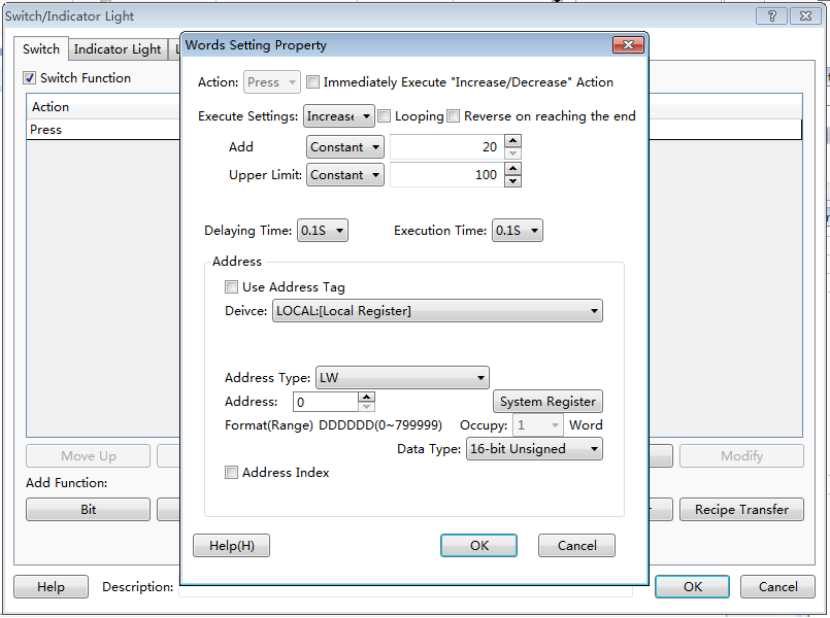 Switch/Indicator Light
Switch Indicator Light
Switch Function
Action
Press
Move Up
Modify
Add Function:
Bit
Recipe Transfer
Help Description: OK Cancel
Words Setting Property
Action: Press Immediately Execute "Increase/Decrease" Action
Execute Settings: Increase Looping Reverse on reaching the end
Add Constant 20
Upper Limit: Constant 100
Delaying Time: 0.1S Execution Time: 0.1S
Address
Use Address Tag
Deivce: LOCAL:[Local Register]
Address Type: LW
Address: 0 System Register
Format(Range) DDDDDD(0~799999) Occupy: 1 Word
Data Type: 16-bit Unsigned
Address Index
Help(H) OK Cancel